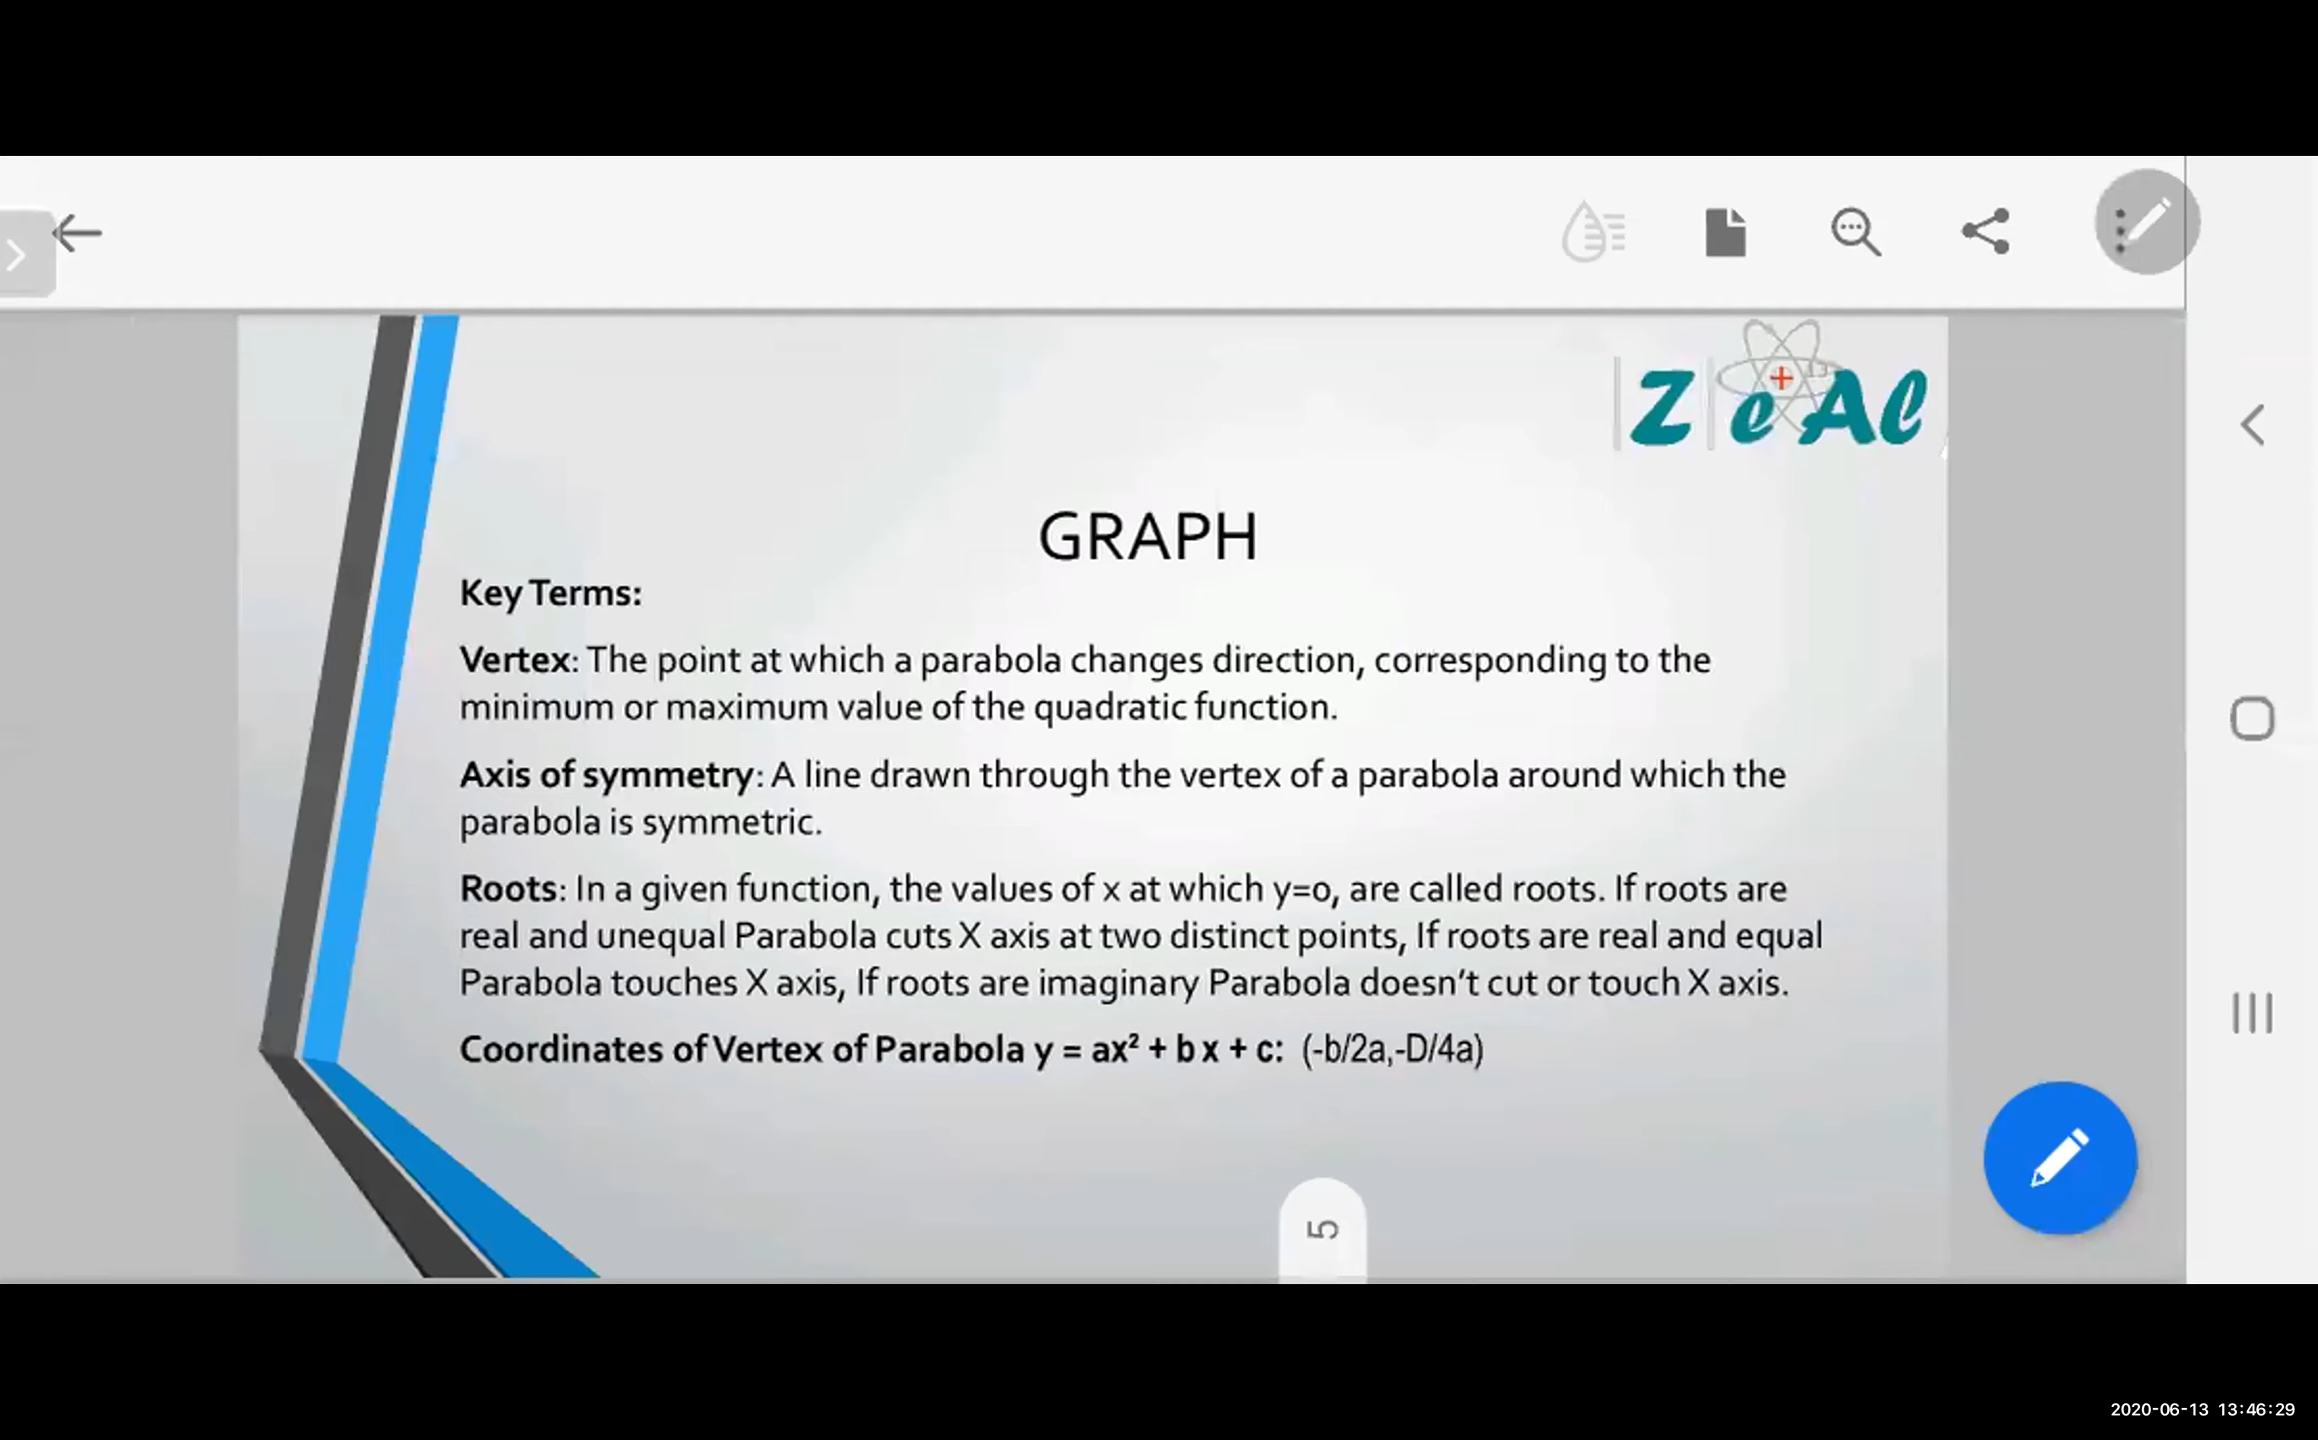 ZeAl
GRAPH
Key Terms:
Vertex: The point at which a parabola changes direction, corresponding to the
minimum or maximum value of the quadratic function.
Axis of symmetry: A line drawn through the vertex of a parabola around which the
parabola is symmetric.
Roots: In a given function, the values of x at which y=0, are called roots. If roots are
real and unequal Parabola cuts X axis at two distinct points, If roots are real and equal
Parabola touches X axis, If roots are imaginary Parabola doesn't cut or touch X axis.
Coordinates of Vertex of Parabola y = ax² + b x + c: (-b/2a,-D/4a)
5
2020-06-13 13:46:29